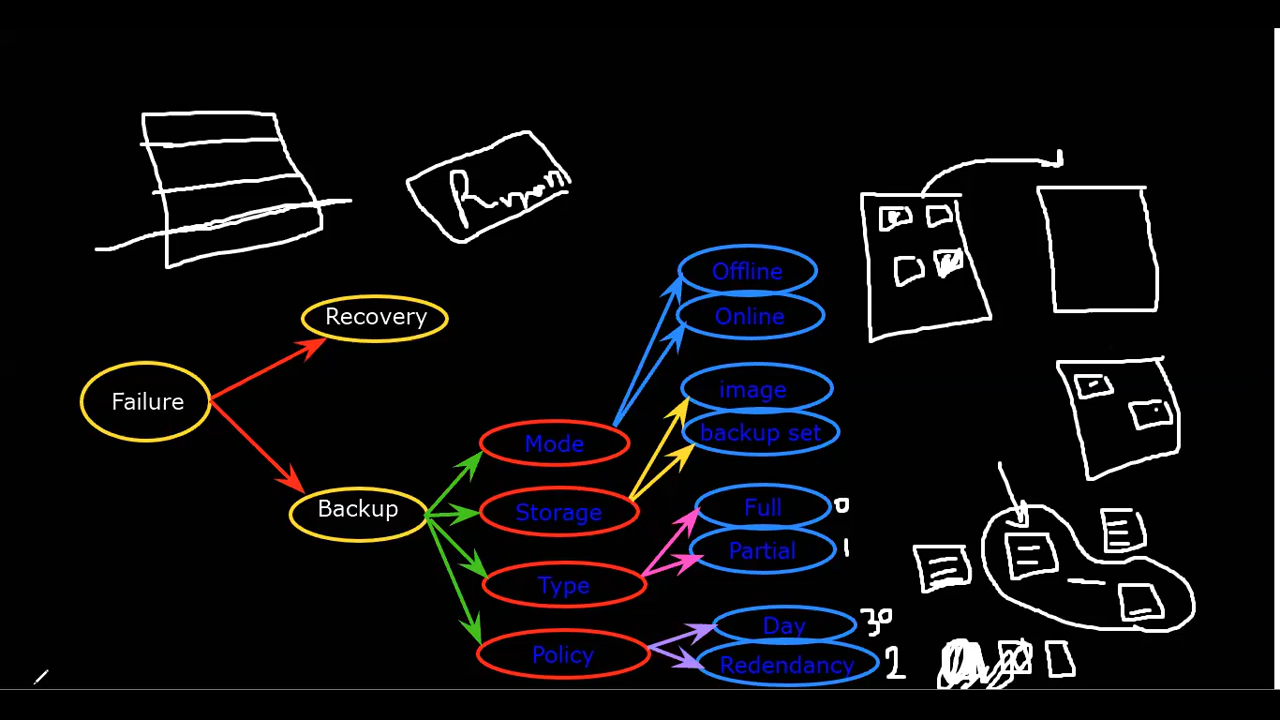 Offline
Online
Recovery
image
Failure
backup set
Mode
Backup
Storage
Full 0
Partial 1
Type
Day 30
Policy
Redendancy 2